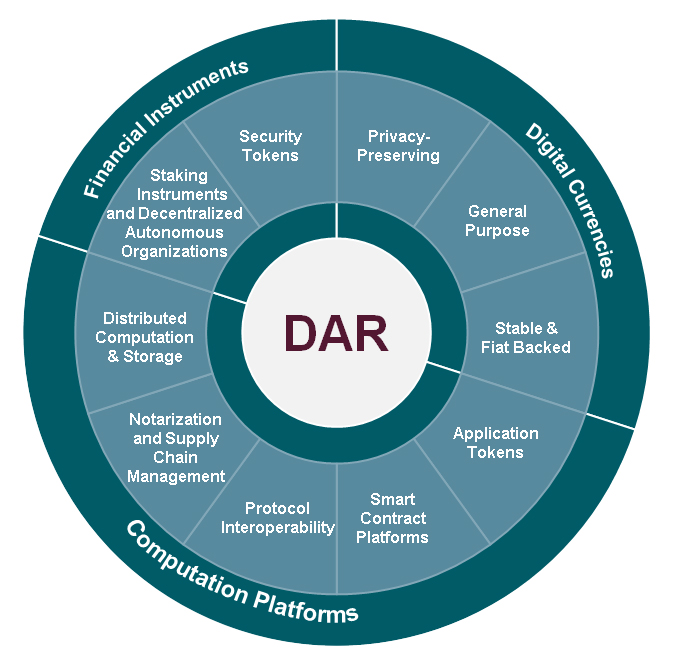 Financial Instruments
Digital Currencies
Computation Platforms
Security
Tokens
Privacy-
Preserving
Staking
Instruments
and Decentralized
Autonomous
Organizations
General
Purpose
Distributed
Computation
& Storage
DAR
Stable &
Fiat Backed
Notarization
and Supply
Chain
Management
Application
Tokens
Protocol
Interoperability
Smart
Contract
Platforms